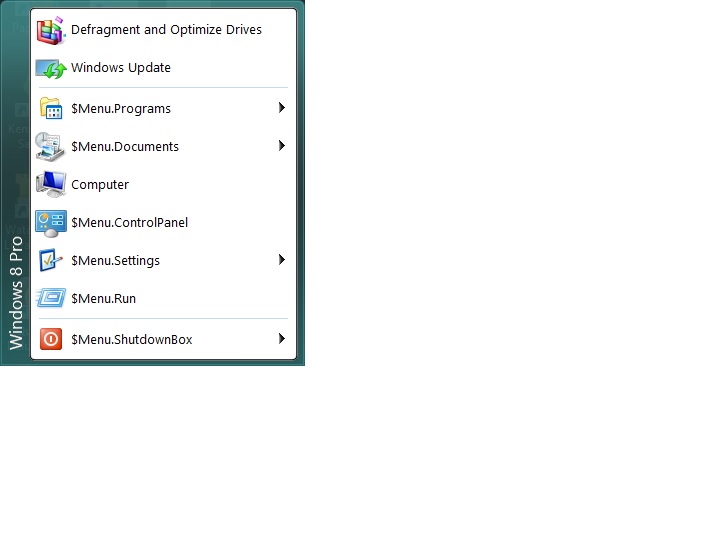 Defragment and Optimize Drives
Windows Update
$Menu.Programs
$Menu.Documents
Computer
$Menu.ControlPanel
$Menu.Settings
$Menu.Run
$Menu.ShutdownBox
Windows 8 Pro